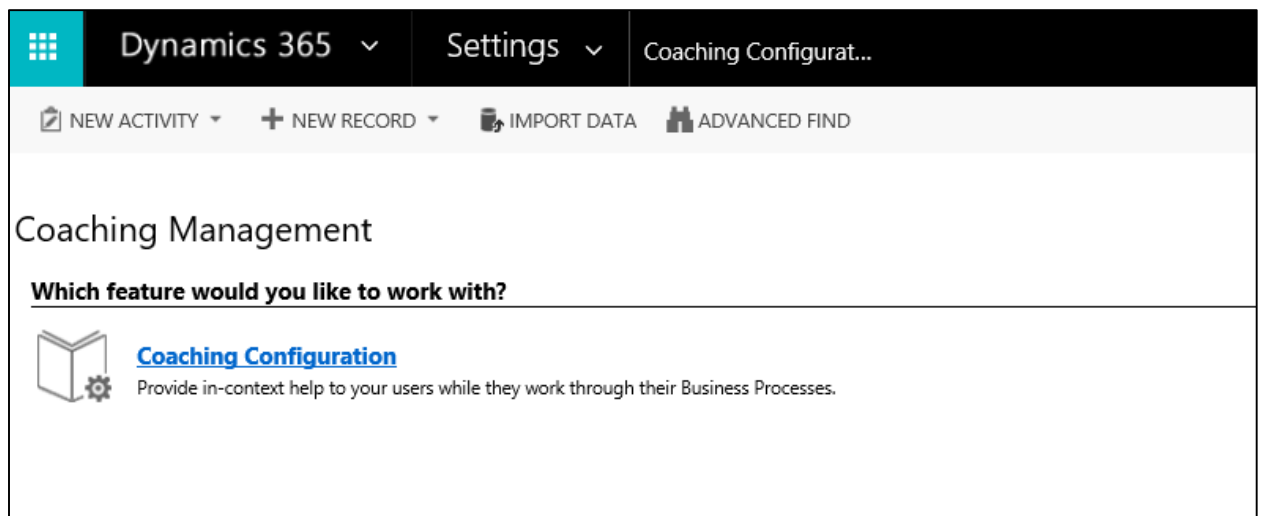 Dynamics 365 Settings Coaching Configurat...
NEW ACTIVITY NEW RECORD IMPORT DATA ADVANCED FIND
Coaching Management
Which feature would you like to work with?
Coaching Configuration
Provide in-context help to your users while they work through their Business Processes.